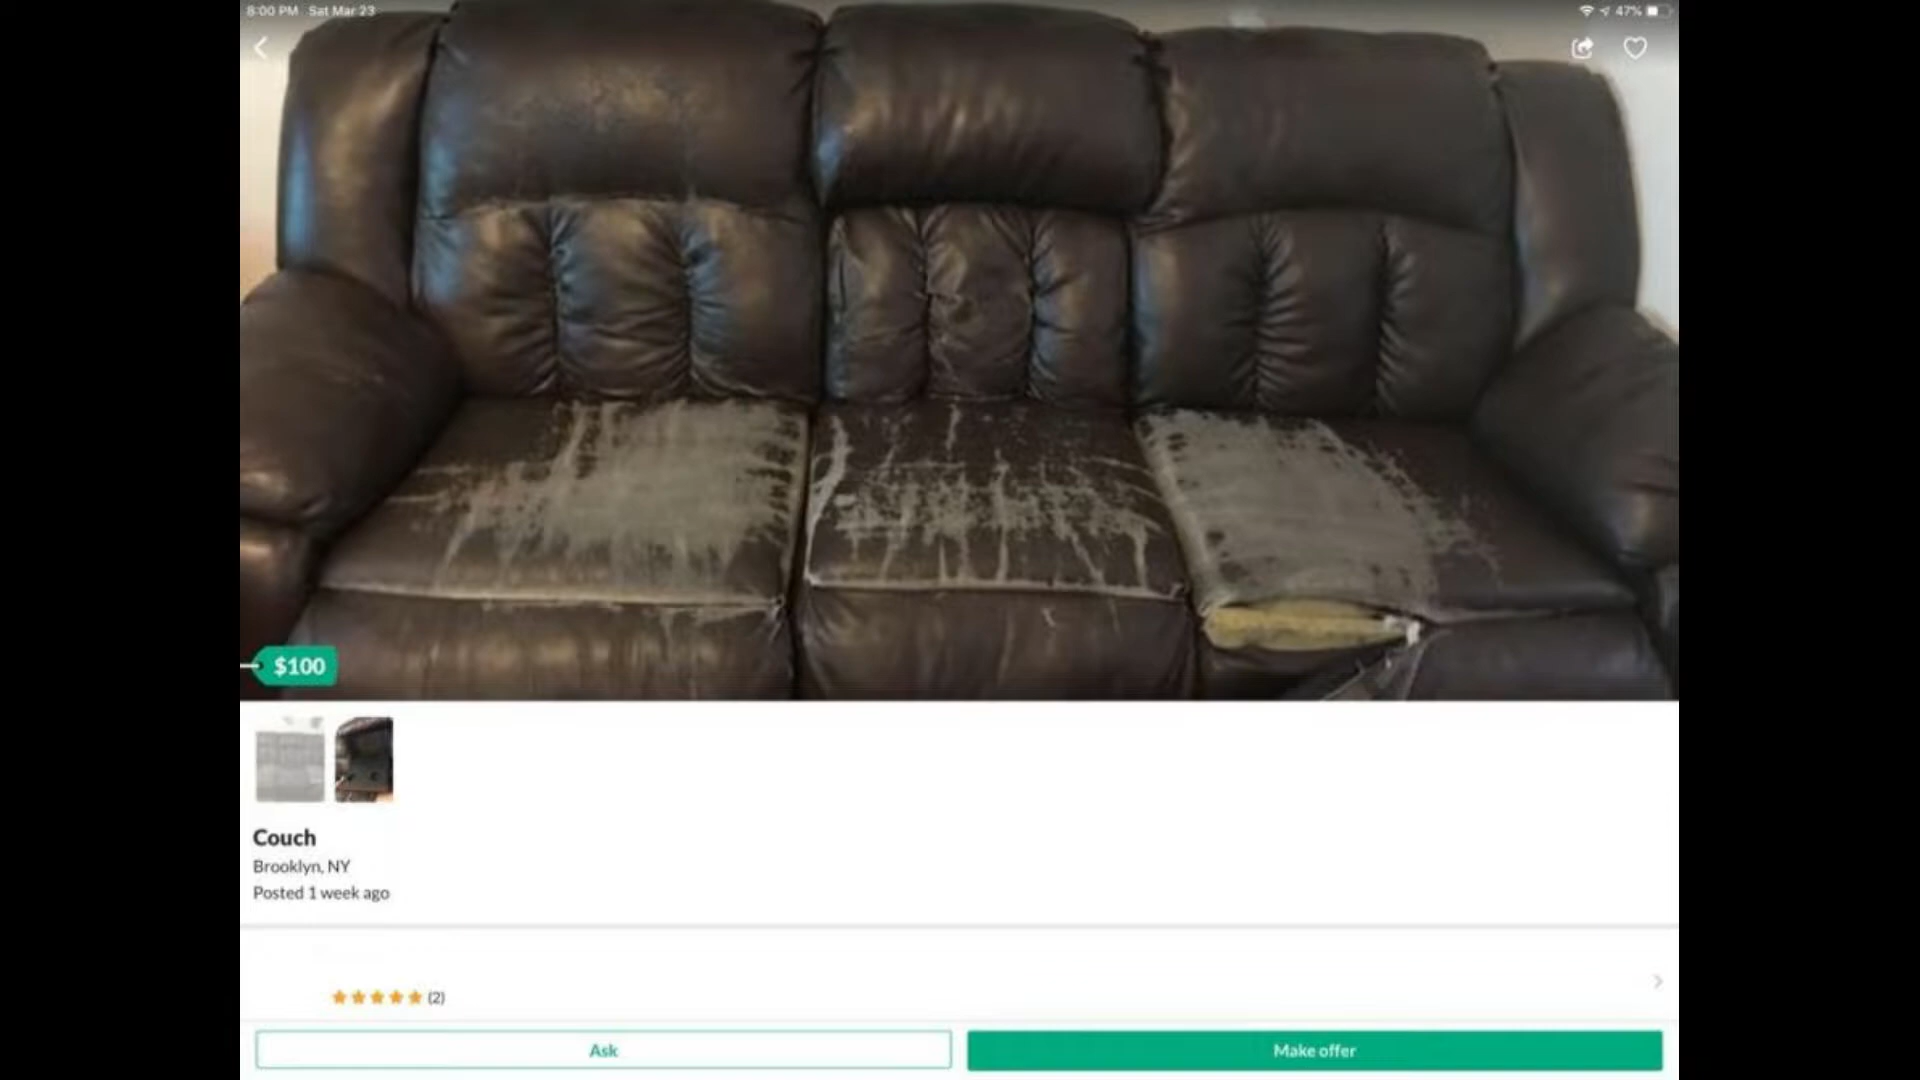 8:00 PM Sat Mar 23
47%
$100
Couch
Brooklyn, NY
Posted 1 week ago
(2)
Ask
Make offer